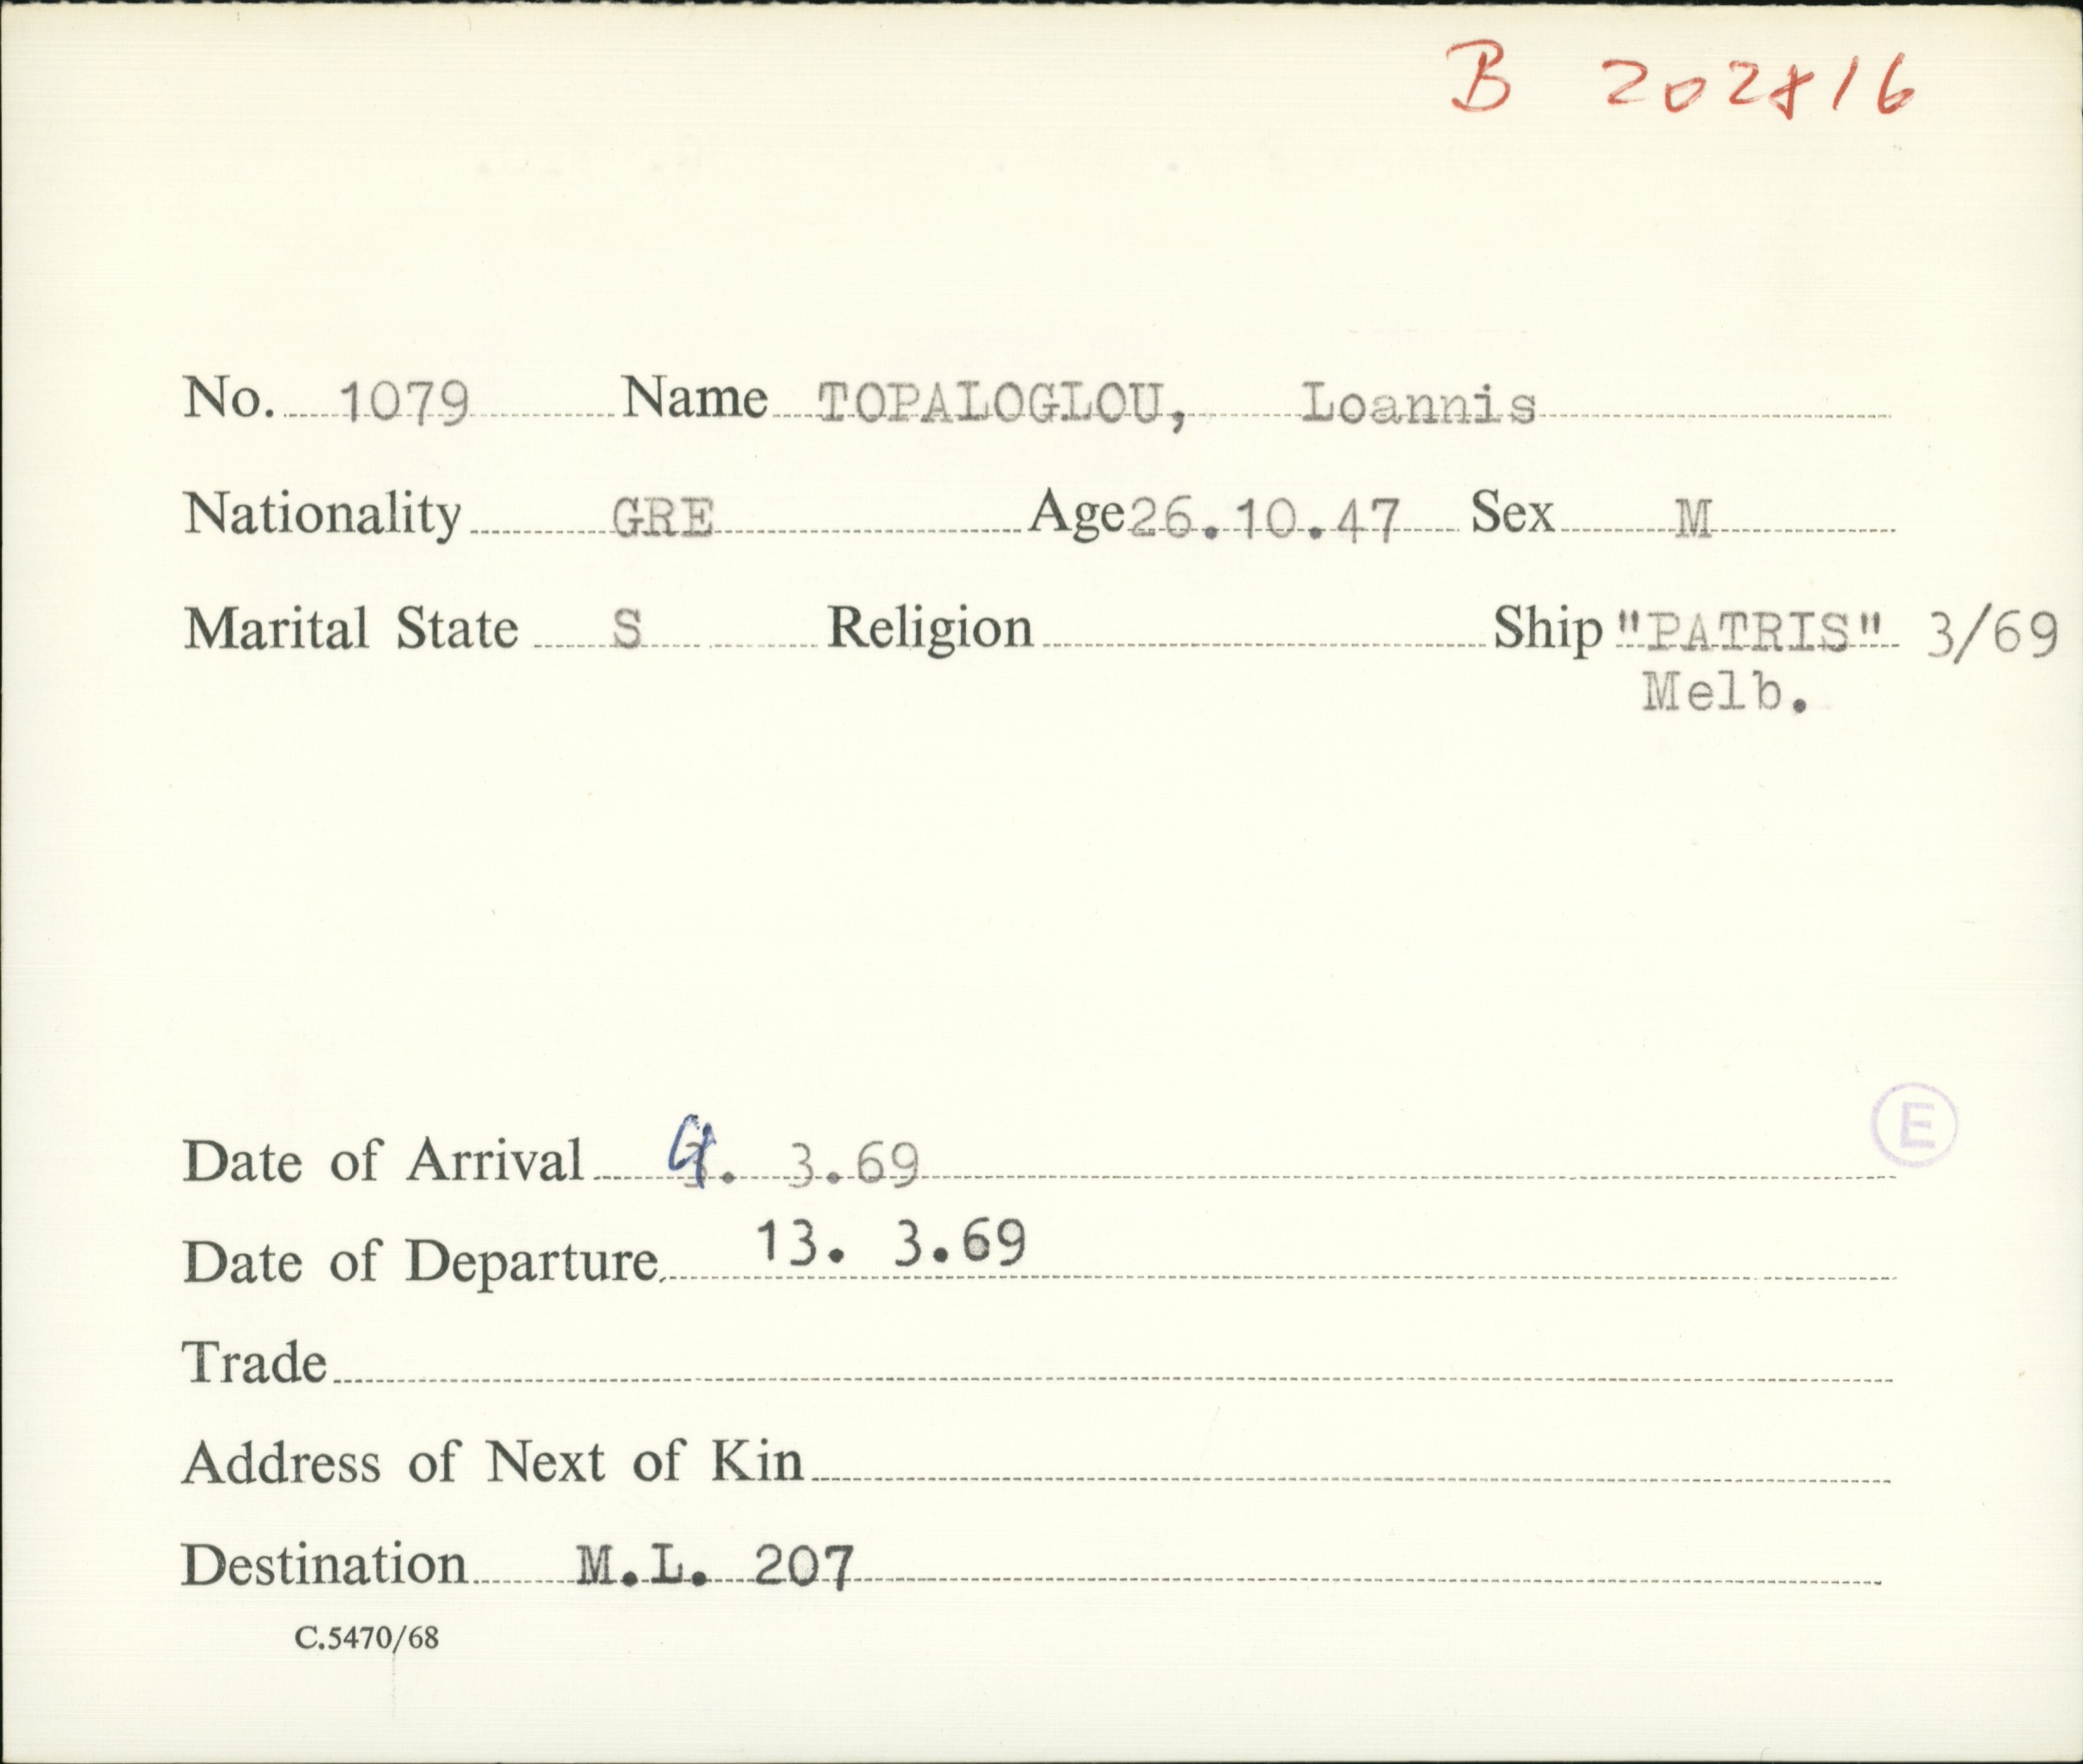 B 202816
No. 1079 Name TOPALOGLOU, Loannis
Nationality GRE Age 26.10.47 Sex M
Marital State S Religion Ship "PATRIS" 3/69
Melb.
E
Date of Arrival 4. 3.69
Date of Departure 13. 3.69
Trade
Address of Next of Kin
Destination M.L. 207
C.5470/68